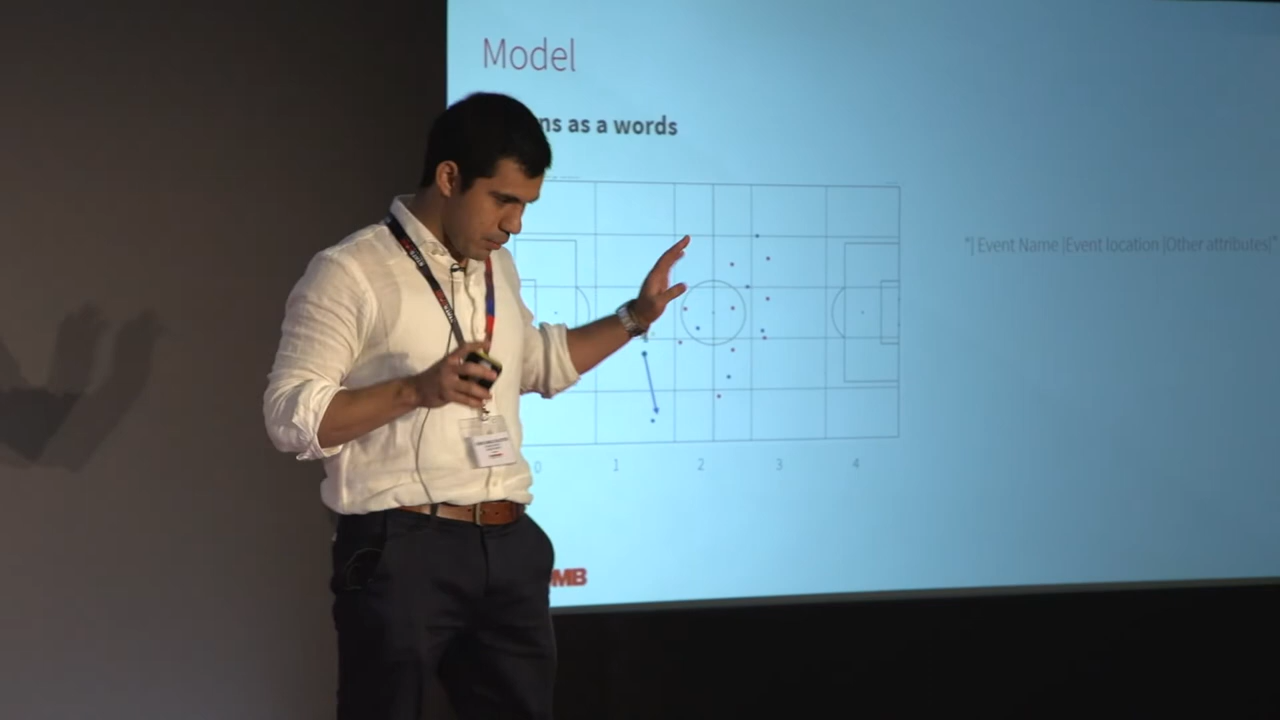 Model
ns as a words
"| Event Name |Event location |Other attributes| "
0 1 2 3 4
MB